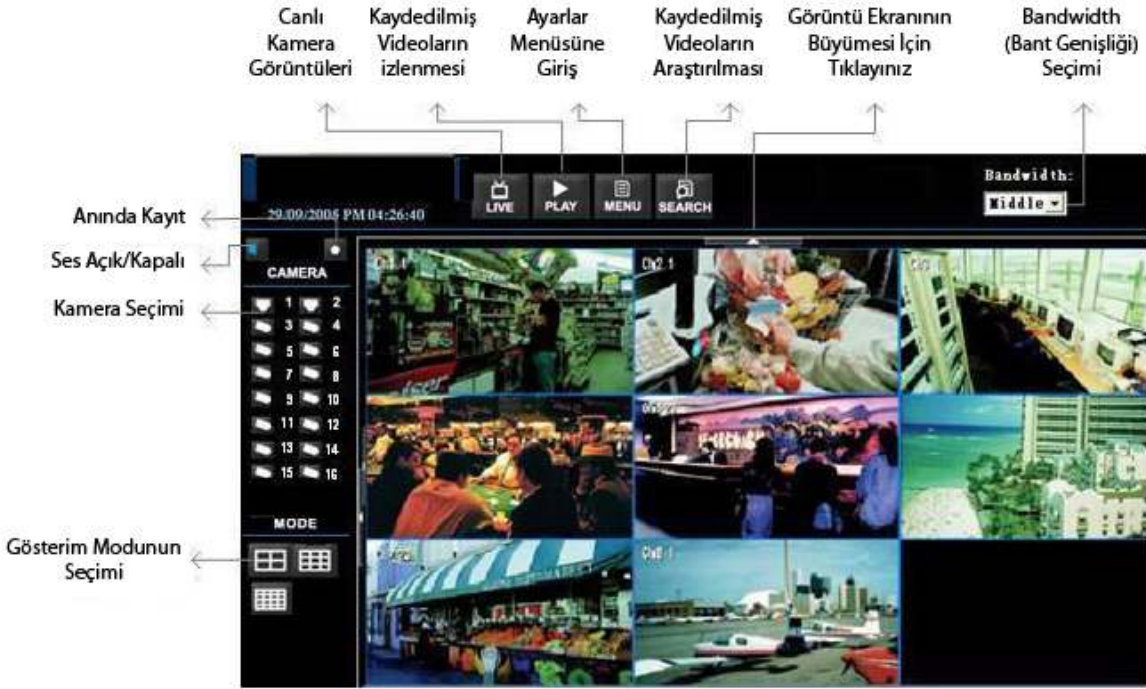 Canlı
Kamera
Görüntüleri
Kaydedilmiş
Videoların
izlenmesi
Ayarlar
Menüsüne
Giriş
Kaydedilmiş
Videoların
Araştırılması
Görüntü Ekranının
Büyümesi İçin
Tıklayınız
Bandwidth
(Bant Genişliği)
Seçimi
LIVE
PLAY
MENU
SEARCH
Bandwidth:
Middle
29/09/2005 PM 04:26:40
Anında Kayıt
Ses Açık/Kapalı
Kamera Seçimi
CAMERA
1 2
3 4
5 6
7 8
9 10
11 12
13 14
15 16
MODE
Gösterim Modunun
Seçimi